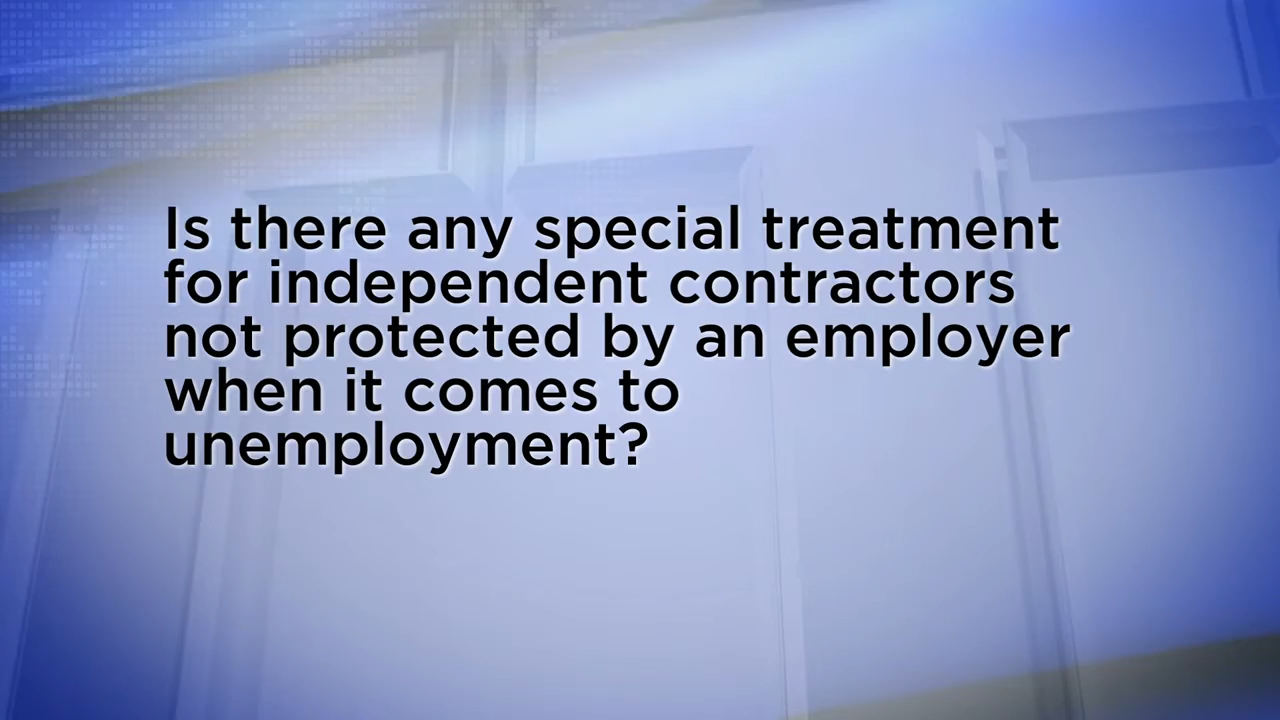 Is there any special treatment
for independent contractors
not protected by an employer
when it comes to
unemployment?